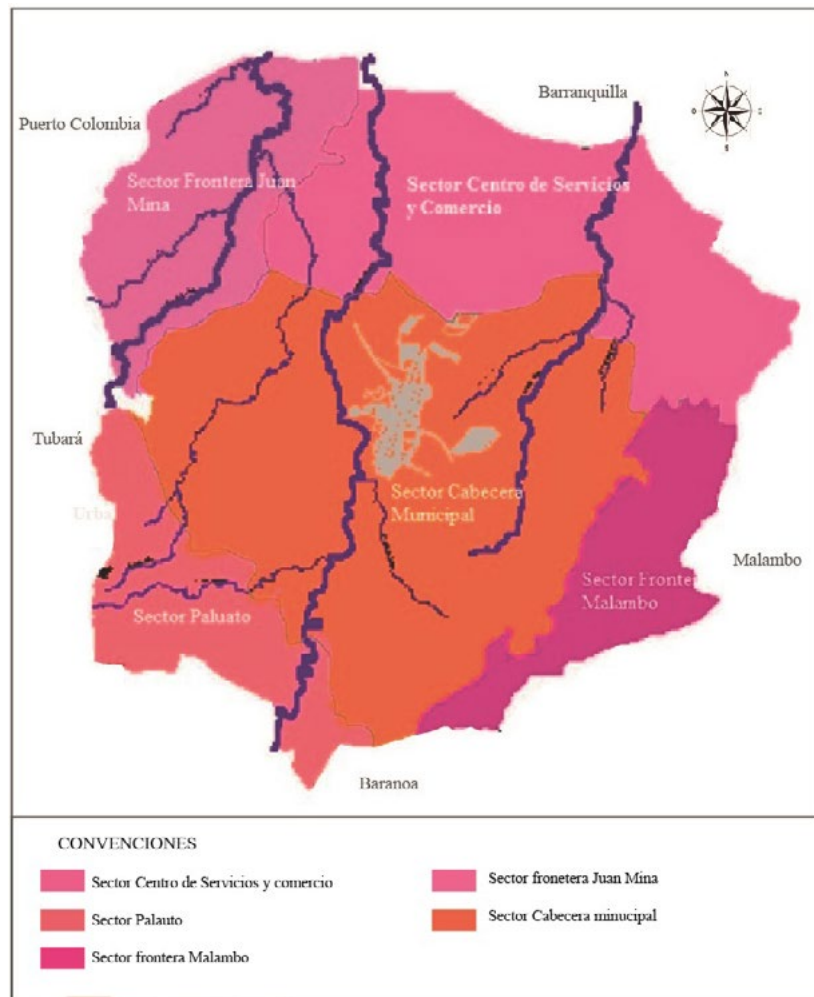 Barranquilla
N
O
E
S
Puerto Colombia
Sector Frontera Juan
Mina
Sector Centro de Servicios
y Comercio
Tubará
Urba
Sector Cabecera
Municipal
Malambo
Sector Fronte
Malambo
Sector Paluato
Baranoa
CONVENCIONES
Sector Centro de Servicios y comercio
Sector fronetera Juan Mina
Sector Palauto
Sector Cabecera minucipal
Sector frontera Malambo